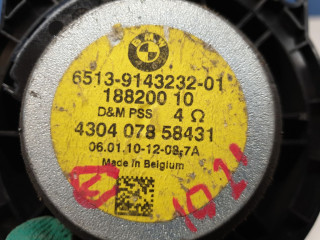 BMW
6513-9143232-01
188200 10
D&M PSS 4 Ω
4304 078 58431
06.01.10-12-08.7A
Made in Belgium